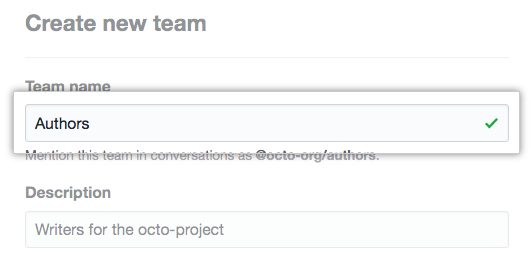 Create new team
Team name
Authors
Mention this team in conversations as @octo-org/authors.
Description
Writers for the octo-project